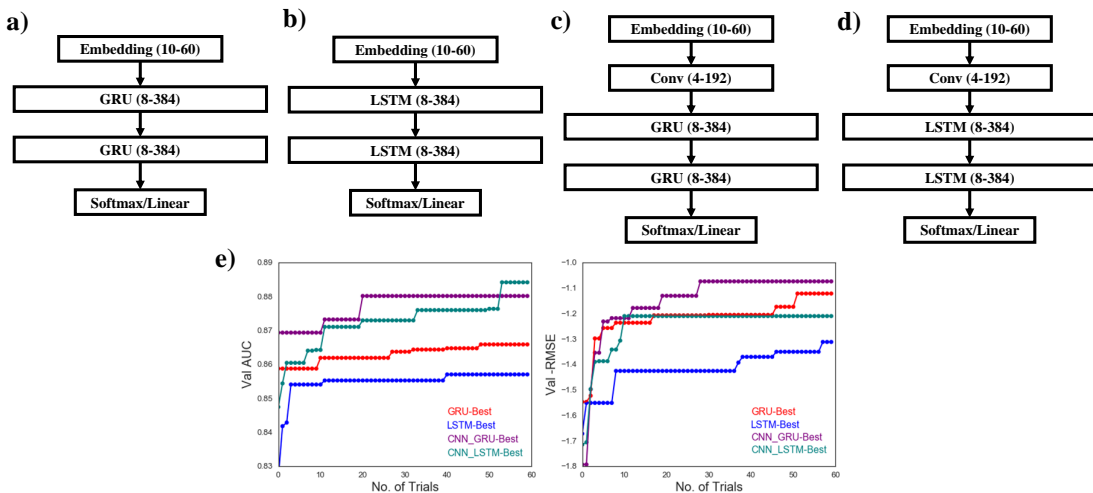 a)
Embedding (10-60)
GRU (8-384)
GRU (8-384)
Softmax/Linear
b)
Embedding (10-60)
LSTM (8-384)
LSTM (8-384)
Softmax/Linear
c)
Embedding (10-60)
Conv (4-192)
GRU (8-384)
GRU (8-384)
Softmax/Linear
d)
Embedding (10-60)
Conv (4-192)
LSTM (8-384)
LSTM (8-384)
Softmax/Linear
e)
Val AUC
0.89
0.88
0.87
0.86
0.85
0.84
0.83
0 10 20 30 40 50 60
No. of Trials
GRU-Best
LSTM-Best
CNN_GRU-Best
CNN_LSTM-Best
Val -RMSE
−1.0
−1.1
−1.2
−1.3
−1.4
−1.5
−1.6
−1.7
−1.8
0 10 20 30 40 50 60
No. of Trials
GRU-Best
LSTM-Best
CNN_GRU-Best
CNN_LSTM-Best